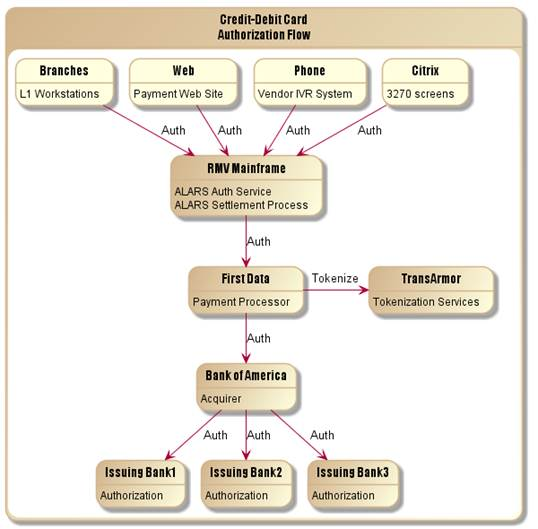 Credit-Debit Card
Authorization Flow
Branches
L1 Workstations
Web
Payment Web Site
Phone
Vendor IVR System
Citrix
3270 screens
Auth
Auth
Auth
Auth
RMV Mainframe
ALARS Auth Service
ALARS Settlement Process
Auth
First Data
Payment Processor
Tokenize
TransArmor
Tokenization Services
Auth
Bank of America
Acquirer
Auth
Auth
Auth
Issuing Bank1
Authorization
Issuing Bank2
Authorization
Issuing Bank3
Authorization